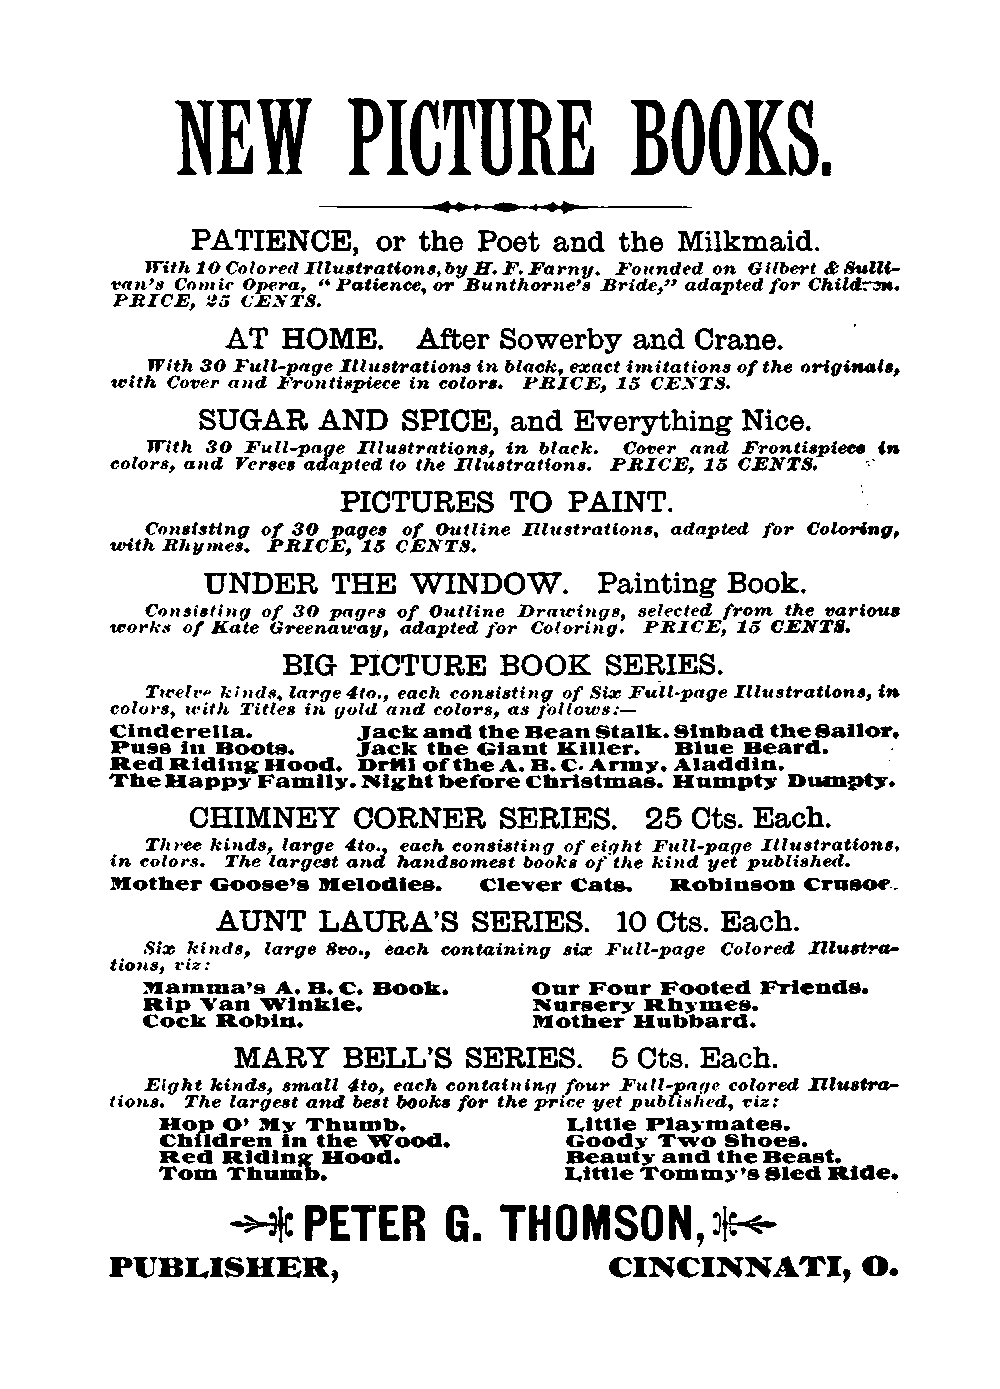 NEW PICTURE BOOKS.
PATIENCE, or the Poet and the Milkmaid.
With 10 Colored Illustrations, by H. F. Farny. Founded on Gilbert & Sulli-
van's Comic Opera, "Patience, or Bunthorne's Bride," adapted for Children.
PRICE, 25 CENTS.
AT HOME. After Sowerby and Crane.
With 30 Full-page Illustrations in black, exact imitations of the originals,
with Cover and Frontispiece in colors. PRICE, 15 CENTS.
SUGAR AND SPICE, and Everything Nice.
With 30 Full-page Illustrations, in black. Cover and Frontispiece in
colors, and Verses adapted to the Illustrations. PRICE, 15 CENTS.
PICTURES TO PAINT.
Consisting of 30 pages of Outline Illustrations, adapted for Coloring,
with Rhymes. PRICE, 15 CENTS.
UNDER THE WINDOW. Painting Book.
Consisting of 30 pages of Outline Drawings, selected from the various
works of Kate Greenaway, adapted for Coloring. PRICE, 15 CENTS.
BIG PICTURE BOOK SERIES.
Twelve kinds, large 4to., each consisting of Six Full-page Illustrations, in
colors, with Titles in gold and colors, as follows:—
Cinderella. Jack and the Bean Stalk. Sinbad the Sailor.
Puss in Boots. Jack the Giant Killer. Blue Beard.
Red Riding Hood. Drill of the A. B. C. Army. Aladdin.
The Happy Family. Night before Christmas. Humpty Dumpty.
CHIMNEY CORNER SERIES. 25 Cts. Each.
Three kinds, large 4to., each consisting of eight Full-page Illustrations,
in colors. The largest and handsomest books of the kind yet published.
Mother Goose's Melodies. Clever Cats. Robinson Crusoe.
AUNT LAURA'S SERIES. 10 Cts. Each.
Six kinds, large 8vo., each containing six Full-page Colored Illustra-
tions, viz:
Mamma's A. B. C. Book. Our Four Footed Friends.
Rip Van Winkle. Nursery Rhymes.
Cock Robin. Mother Hubbard.
MARY BELL'S SERIES. 5 Cts. Each.
Eight kinds, small 4to, each containing four Full-page colored Illustra-
tions. The largest and best books for the price yet published, viz:
Hop O' My Thumb. Little Playmates.
Children in the Wood. Goody Two Shoes.
Red Riding Hood. Beauty and the Beast.
Tom Thumb. Little Tommy's Sled Ride.
PETER G. THOMSON,
PUBLISHER, CINCINNATI, O.